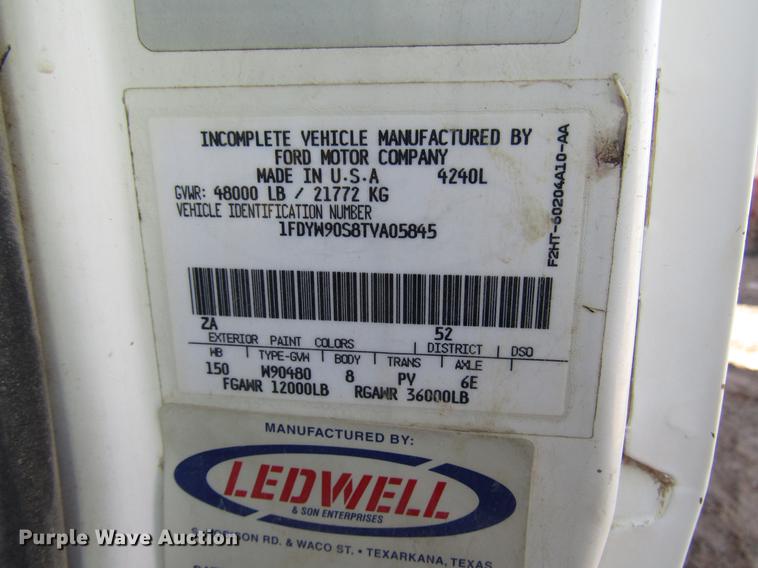 INCOMPLETE VEHICLE MANUFACTURED BY
FORD MOTOR COMPANY
MADE IN U.S.A 4240L
GVWR: 48000 LB / 21772 KG
VEHICLE IDENTIFICATION NUMBER
1FDYW90S8TVA05845
F2HT-60204A10-AA
ZA 52
EXTERIOR PAINT COLORS DISTRICT DSO
WB TYPE-GVW BODY TRANS AXLE
150 W90480 8 PV 6E
FGAWR 12000LB RGAWR 36000LB
MANUFACTURED BY:
LEDWELL
& SON ENTERPRISES
RD. & WACO ST. • TEXARKANA, TEXAS
Purple Wave Auction